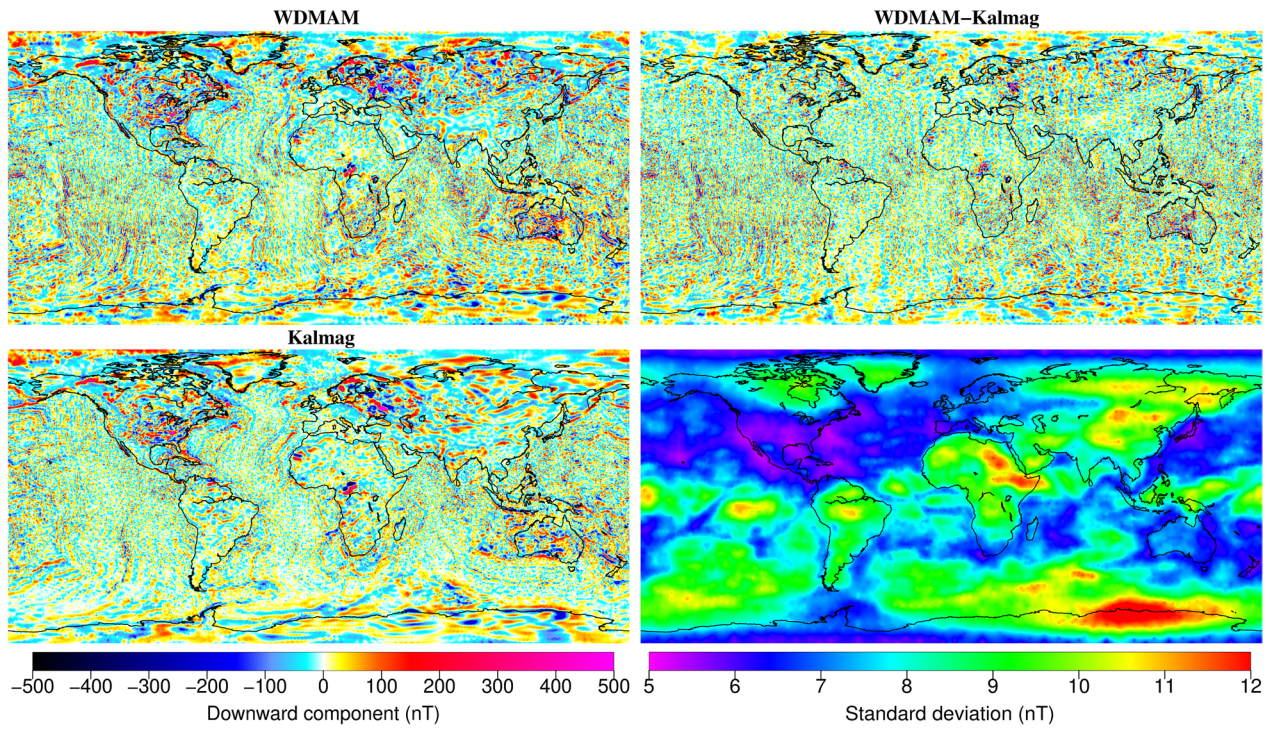 WDMAM
WDMAM−Kalmag
Kalmag
−500 −400 −300 −200 −100 0 100 200 300 400 500
Downward component (nT)
5 6 7 8 9 10 11 12
Standard deviation (nT)